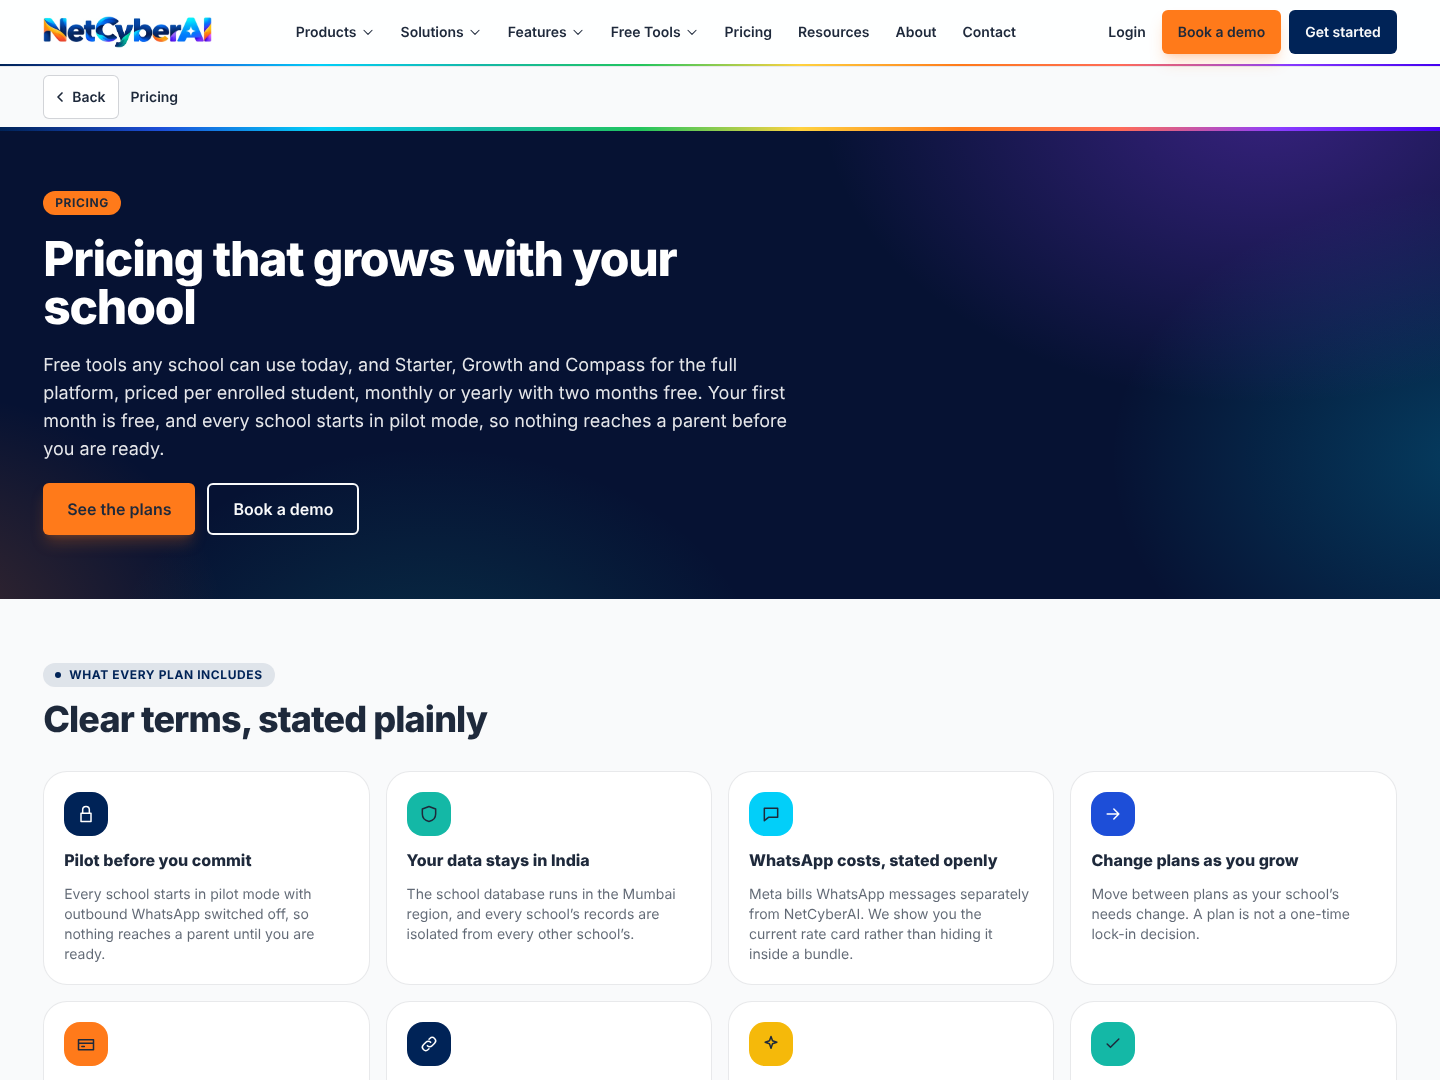 NetCyberAI
Products
Solutions
Features
Free Tools
Pricing
Resources
About
Contact
Login
Book a demo
Get started
Back
Pricing
PRICING
Pricing that grows with your
school
Free tools any school can use today, and Starter, Growth and Compass for the full
platform, priced per enrolled student, monthly or yearly with two months free. Your first
month is free, and every school starts in pilot mode, so nothing reaches a parent before
you are ready.
See the plans
Book a demo
WHAT EVERY PLAN INCLUDES
Clear terms, stated plainly
Pilot before you commit
Every school starts in pilot mode with
outbound WhatsApp switched off, so
nothing reaches a parent until you are
ready.
Your data stays in India
The school database runs in the Mumbai
region, and every school’s records are
isolated from every other school’s.
WhatsApp costs, stated openly
Meta bills WhatsApp messages separately
from NetCyberAI. We show you the
current rate card rather than hiding it
inside a bundle.
Change plans as you grow
Move between plans as your school’s
needs change. A plan is not a one-time
lock-in decision.